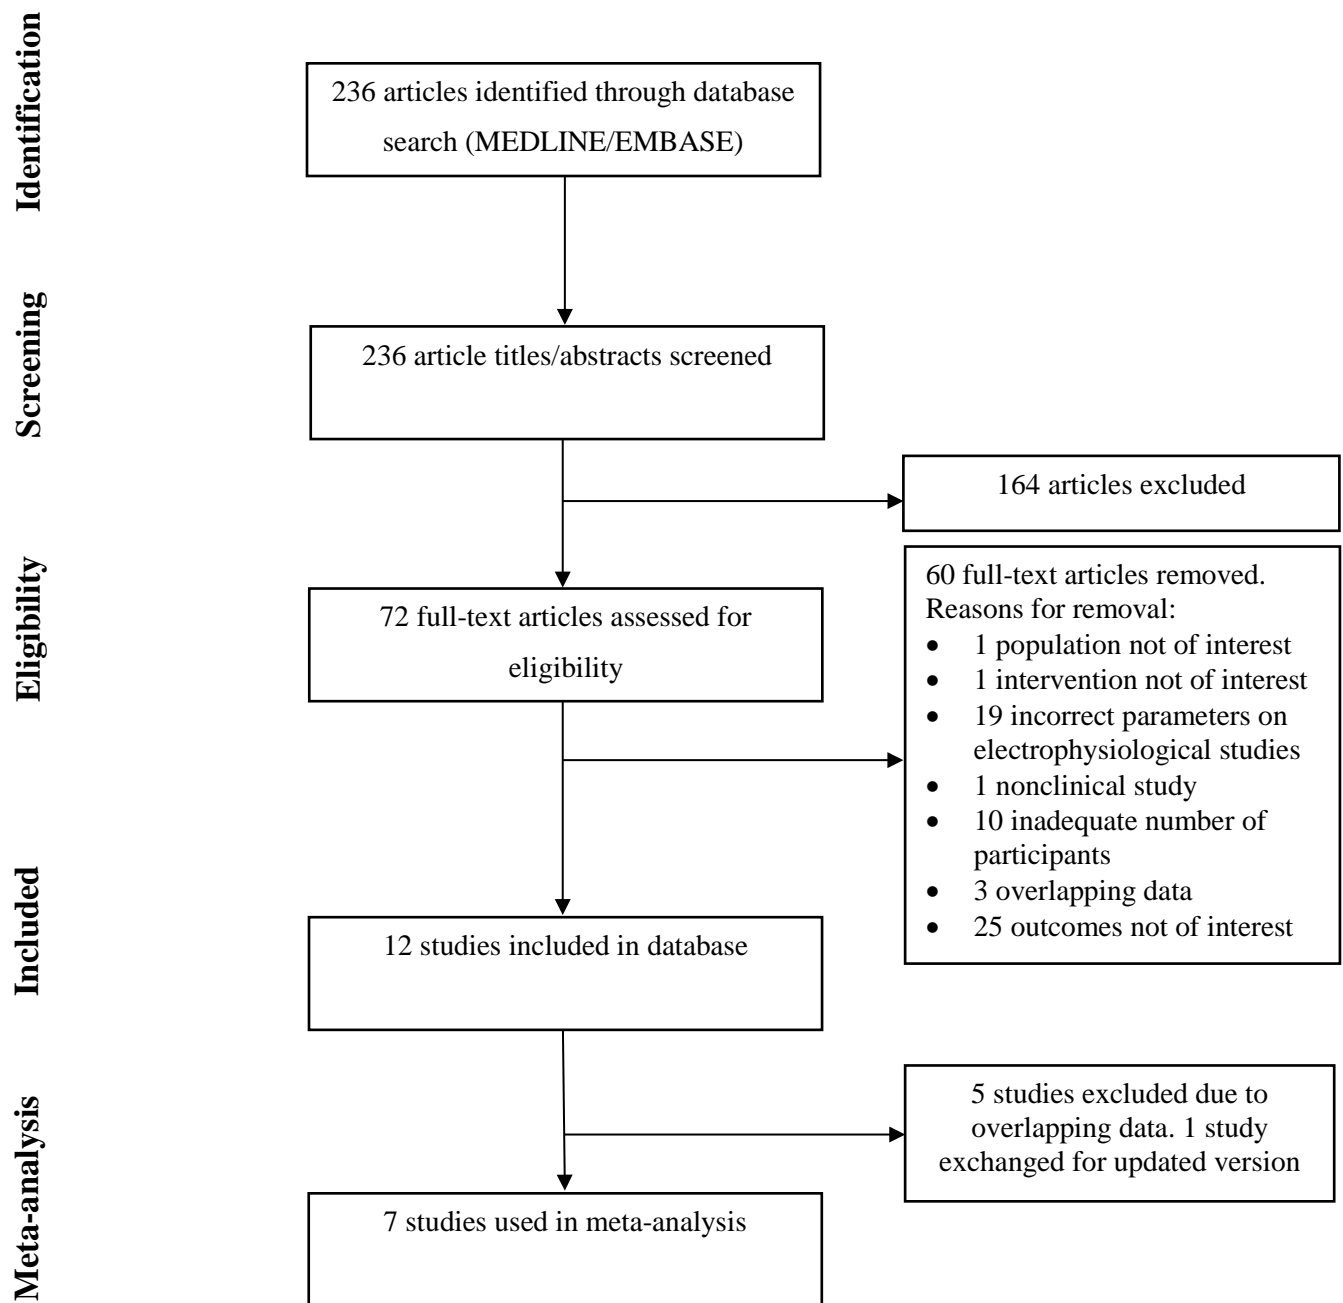 Identification
236 articles identified through database
search (MEDLINE/EMBASE)
Screening
236 article titles/abstracts screened
164 articles excluded
Eligibility
72 full-text articles assessed for
eligibility
60 full-text articles removed.
Reasons for removal:
• 1 population not of interest
• 1 intervention not of interest
• 19 incorrect parameters on
electrophysiological studies
• 1 nonclinical study
• 10 inadequate number of
participants
• 3 overlapping data
• 25 outcomes not of interest
Included
12 studies included in database
5 studies excluded due to
overlapping data. 1 study
exchanged for updated version
Meta-analysis
7 studies used in meta-analysis